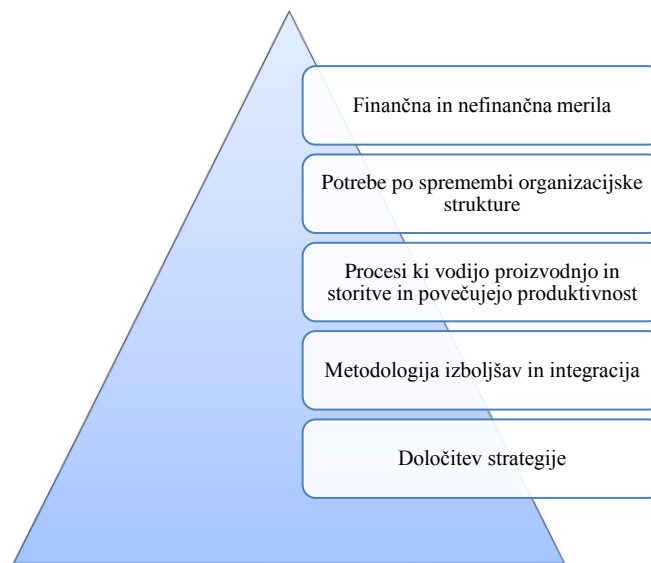 Finančna in nefinančna merila
Potrebe po spremembi organizacijske
strukture
Procesi ki vodijo proizvodnjo in
storitve in povečujejo produktivnost
Metodologija izboljšav in integracija
Določitev strategije